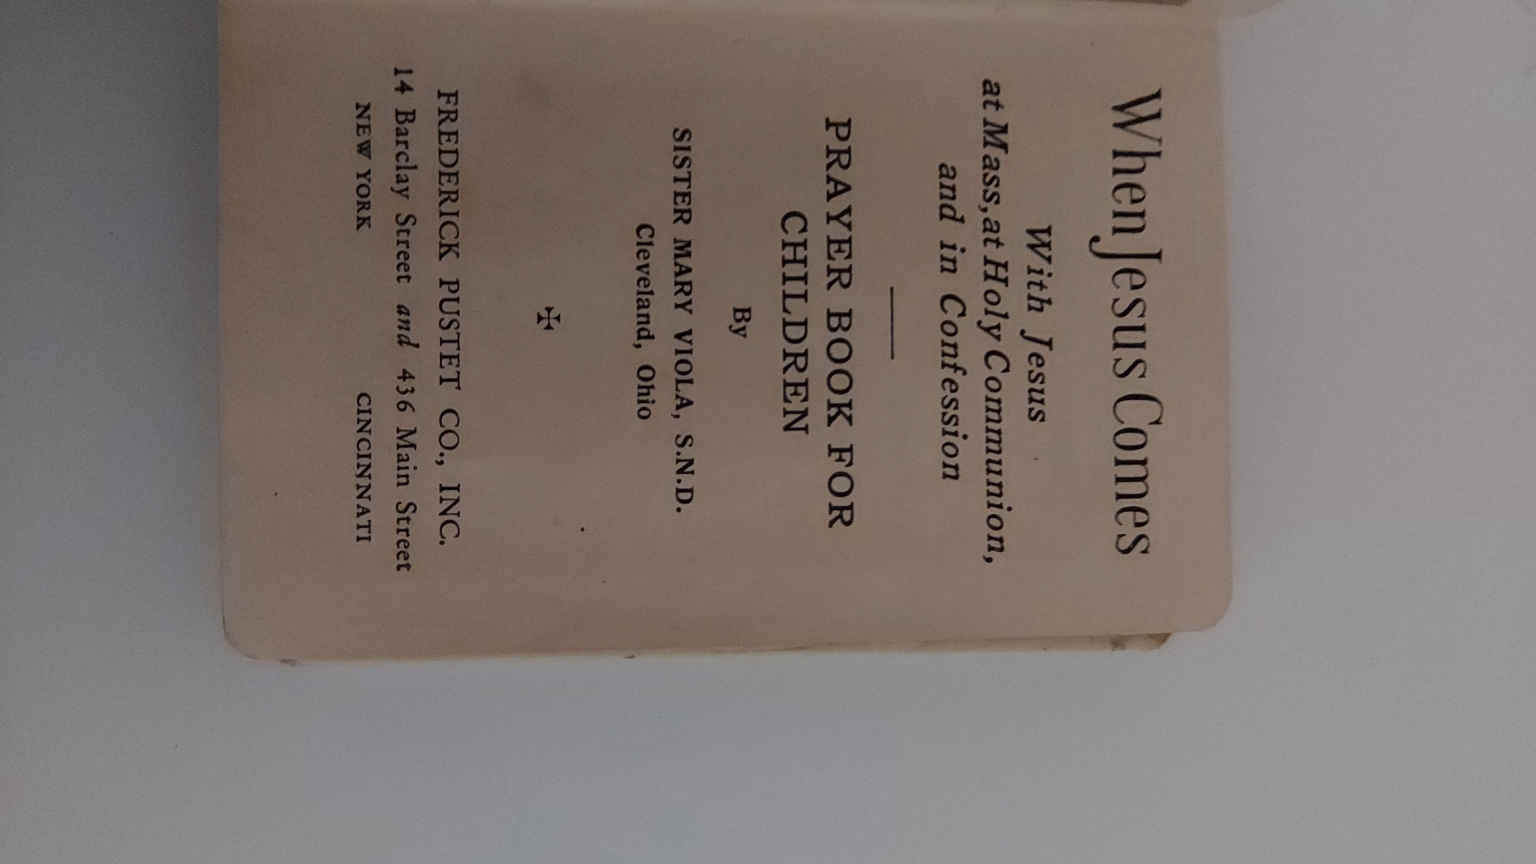 When Jesus Comes
With Jesus
at Mass, at Holy Communion,
and in Confession
PRAYER BOOK FOR
CHILDREN
By
SISTER MARY VIOLA, S.N.D.
Cleveland, Ohio
✠
FREDERICK PUSTET CO., INC.
14 Barclay Street and 436 Main Street
NEW YORK CINCINNATI